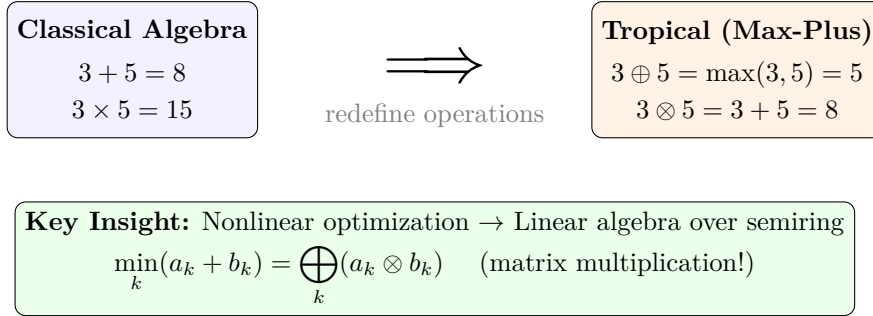 Classical Algebra
3 + 5 = 8
3 × 5 = 15
⟹
redefine operations
Tropical (Max-Plus)
3 ⊕ 5 = max(3, 5) = 5
3 ⊗ 5 = 3 + 5 = 8
Key Insight: Nonlinear optimization → Linear algebra over semiring
min_k(a_k + b_k) = ⨁_k(a_k ⊗ b_k) (matrix multiplication!)